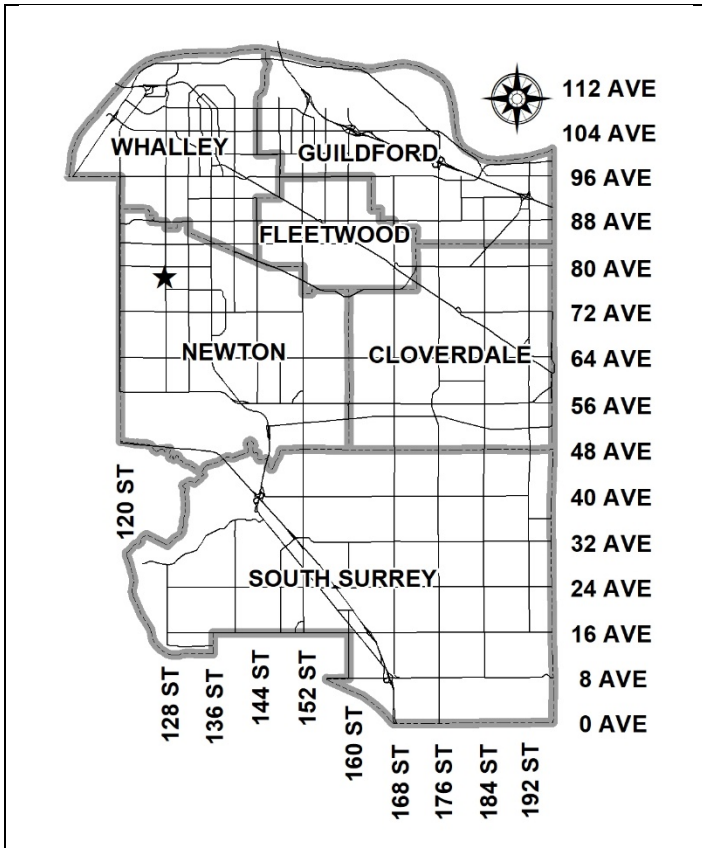 112 AVE
104 AVE
WHALLEY
GUILDFORD
96 AVE
88 AVE
FLEETWOOD
80 AVE
72 AVE
NEWTON
CLOVERDALE
64 AVE
56 AVE
48 AVE
120 ST
40 AVE
32 AVE
SOUTH SURREY
24 AVE
16 AVE
8 AVE
0 AVE
128 ST
136 ST
144 ST
152 ST
160 ST
168 ST
176 ST
184 ST
192 ST